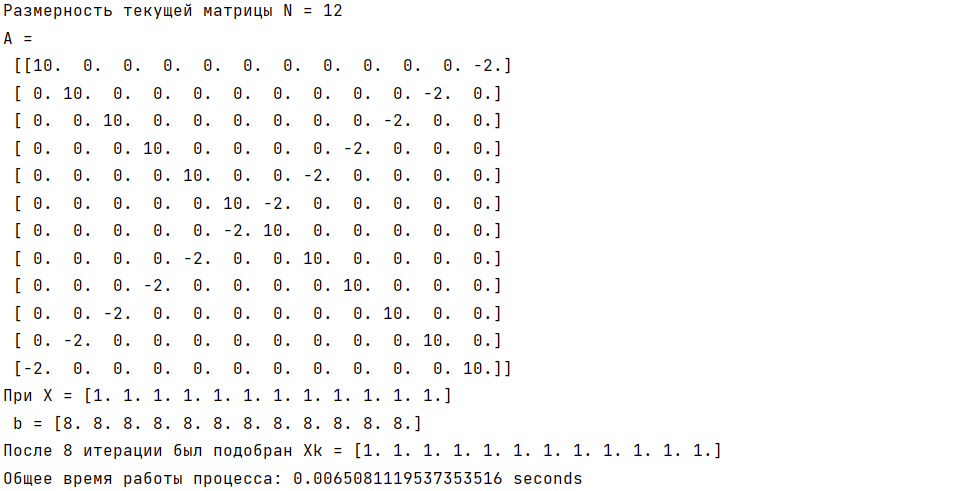 Размерность текущей матрицы N = 12
A =
[[10.  0.  0.  0.  0.  0.  0.  0.  0.  0.  0. -2.]
[ 0. 10.  0.  0.  0.  0.  0.  0.  0.  0. -2.  0.]
[ 0.  0. 10.  0.  0.  0.  0.  0.  0. -2.  0.  0.]
[ 0.  0.  0. 10.  0.  0.  0.  0. -2.  0.  0.  0.]
[ 0.  0.  0.  0. 10.  0.  0. -2.  0.  0.  0.  0.]
[ 0.  0.  0.  0.  0. 10. -2.  0.  0.  0.  0.  0.]
[ 0.  0.  0.  0.  0. -2. 10.  0.  0.  0.  0.  0.]
[ 0.  0.  0.  0. -2.  0.  0. 10.  0.  0.  0.  0.]
[ 0.  0.  0. -2.  0.  0.  0.  0. 10.  0.  0.  0.]
[ 0.  0. -2.  0.  0.  0.  0.  0.  0. 10.  0.  0.]
[ 0. -2.  0.  0.  0.  0.  0.  0.  0.  0. 10.  0.]
[-2.  0.  0.  0.  0.  0.  0.  0.  0.  0.  0. 10.]]
При X = [1. 1. 1. 1. 1. 1. 1. 1. 1. 1. 1. 1.]
b = [8. 8. 8. 8. 8. 8. 8. 8. 8. 8. 8. 8.]
После 8 итерации был подобран Xk = [1. 1. 1. 1. 1. 1. 1. 1. 1. 1. 1. 1.]
Общее время работы процесса: 0.0065081119537353516 seconds